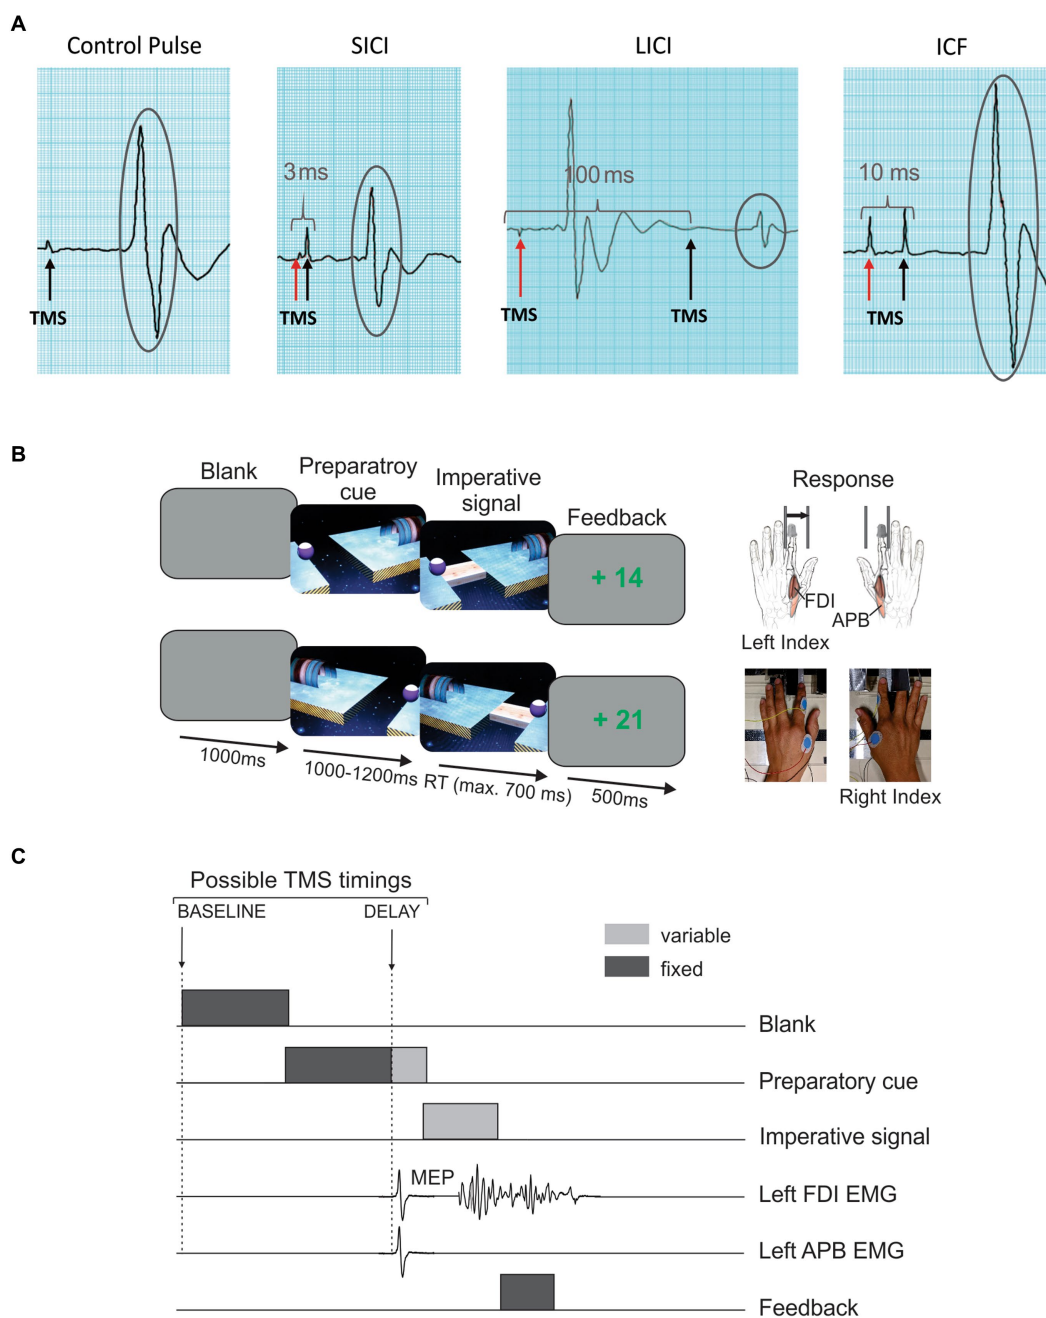 A
Control Pulse
SICI
LICI
ICF
3 ms
100 ms
10 ms
TMS
TMS
TMS
TMS
TMS
B
Blank
Preparatroy
cue
Imperative
signal
Feedback
Response
+ 14
FDI
APB
Left Index
+ 21
1000ms
1000-1200ms
RT (max. 700 ms)
500ms
Right Index
C
Possible TMS timings
BASELINE
DELAY
variable
fixed
Blank
Preparatory cue
Imperative signal
MEP
Left FDI EMG
Left APB EMG
Feedback